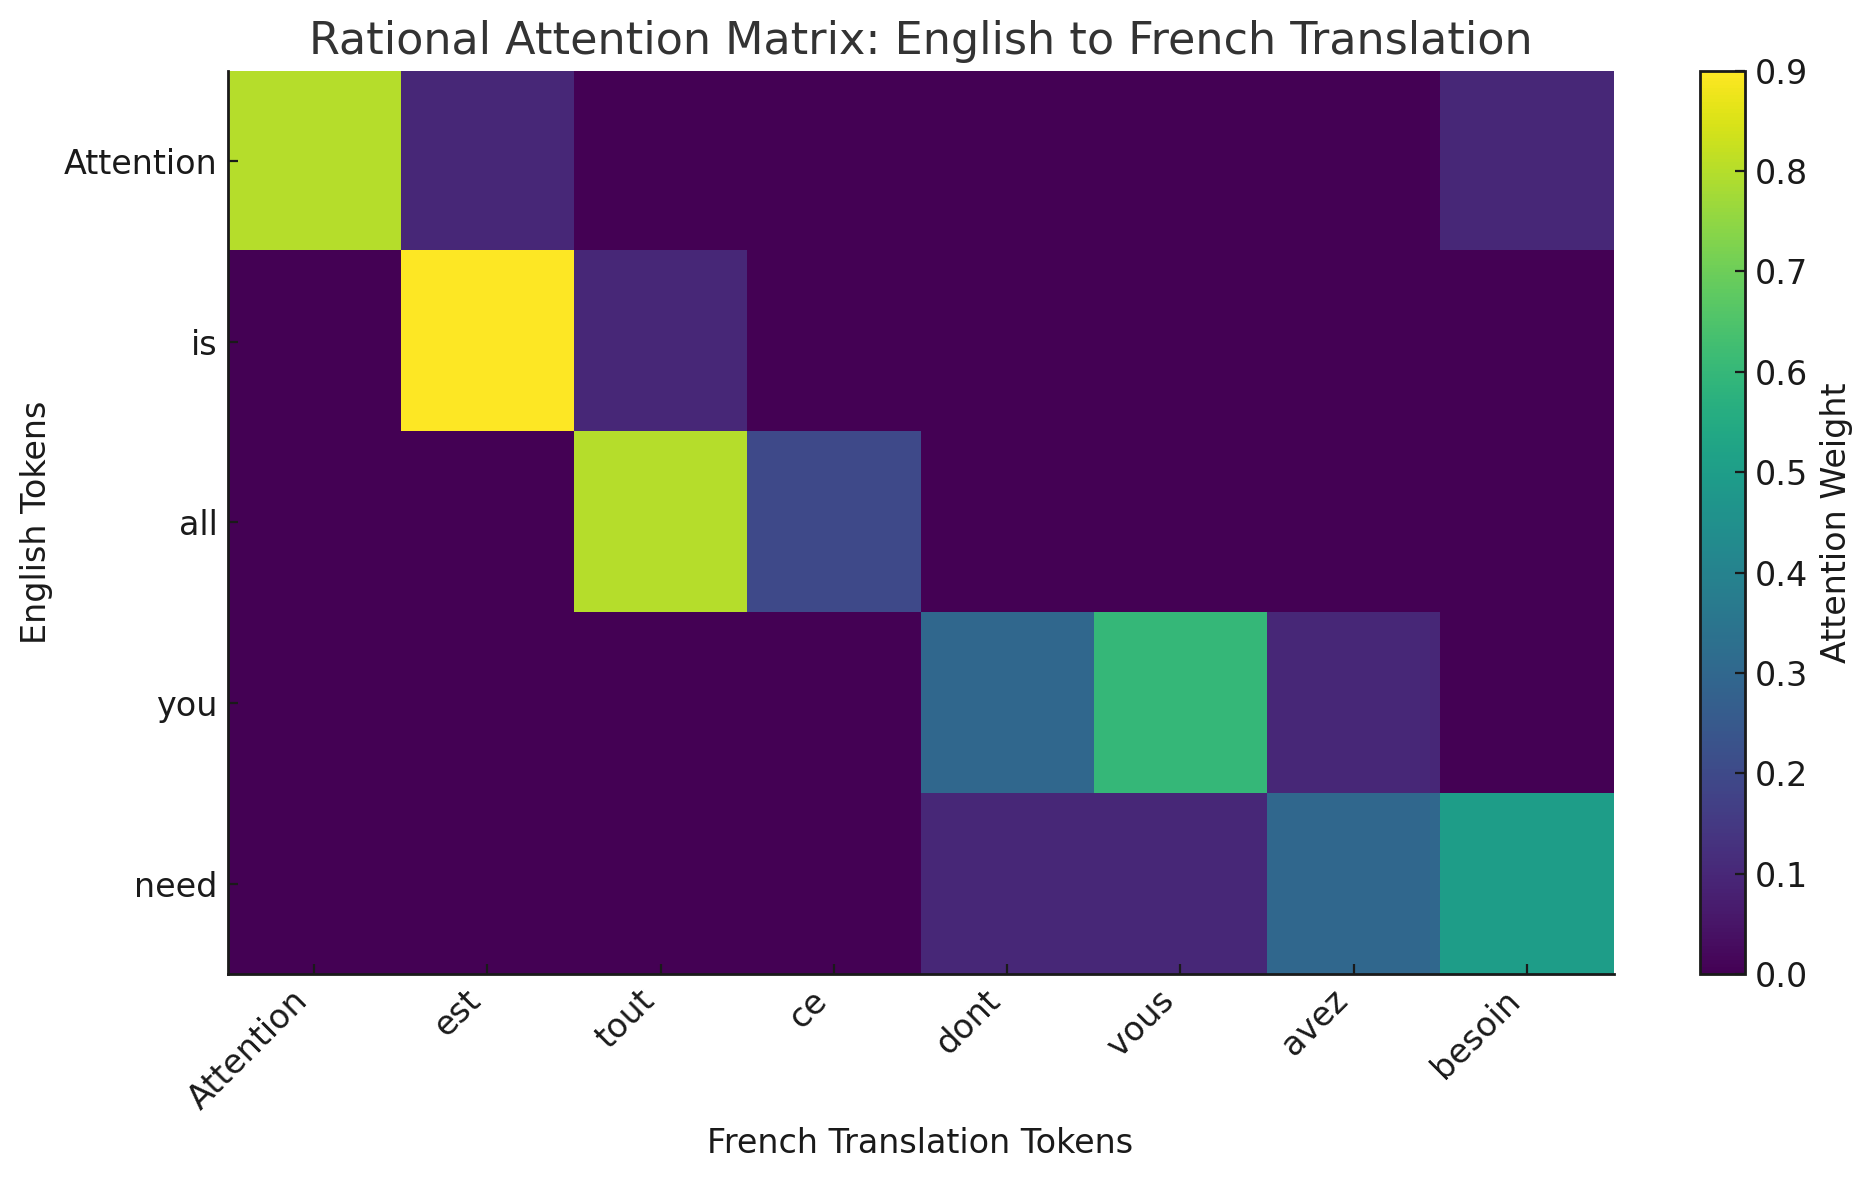 Rational Attention Matrix: English to French Translation
English Tokens
Attention
is
all
you
need
Attention
est
tout
ce
dont
vous
avez
besoin
French Translation Tokens
0.9
0.8
0.7
0.6
0.5
0.4
0.3
0.2
0.1
0.0
Attention Weight